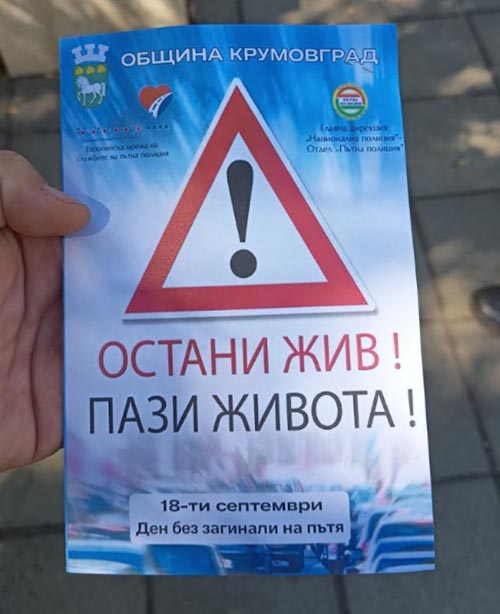 ОБЩИНА КРУМОВГРАД
Европейска мрежа на
службите на пътна полиция
Главна дирекция
„Национална полиция"-
Отдел „Пътна полиция"
!
ОСТАНИ ЖИВ !
ПАЗИ ЖИВОТА !
18-ти септември
Ден без загинали на пътя